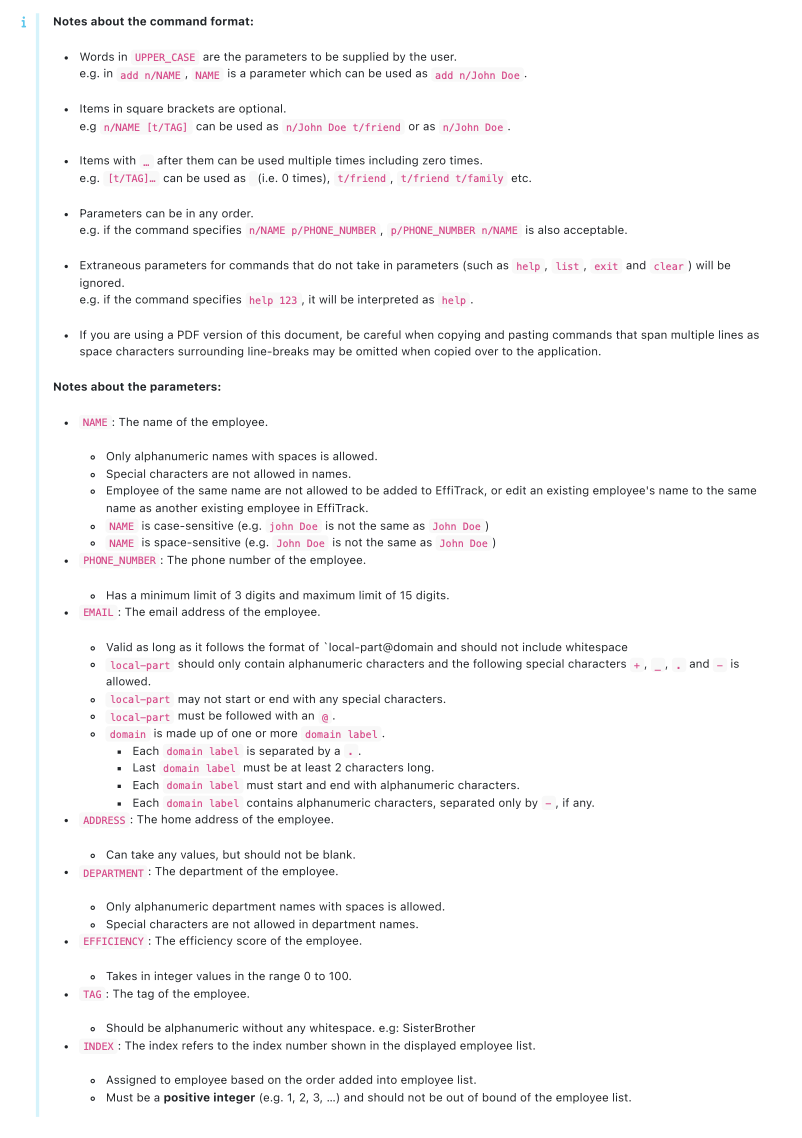 i
Notes about the command format:
• Words in UPPER_CASE are the parameters to be supplied by the user.
e.g. in add n/NAME , NAME is a parameter which can be used as add n/John Doe .
• Items in square brackets are optional.
e.g n/NAME [t/TAG] can be used as n/John Doe t/friend or as n/John Doe .
• Items with … after them can be used multiple times including zero times.
e.g. [t/TAG]… can be used as (i.e. 0 times), t/friend , t/friend t/family etc.
• Parameters can be in any order.
e.g. if the command specifies n/NAME p/PHONE_NUMBER , p/PHONE_NUMBER n/NAME is also acceptable.
• Extraneous parameters for commands that do not take in parameters (such as help , list , exit and clear ) will be
ignored.
e.g. if the command specifies help 123 , it will be interpreted as help .
• If you are using a PDF version of this document, be careful when copying and pasting commands that span multiple lines as
space characters surrounding line-breaks may be omitted when copied over to the application.
Notes about the parameters:
• NAME : The name of the employee.
◦ Only alphanumeric names with spaces is allowed.
◦ Special characters are not allowed in names.
◦ Employee of the same name are not allowed to be added to EffiTrack, or edit an existing employee's name to the same
name as another existing employee in EffiTrack.
◦ NAME is case-sensitive (e.g. john Doe is not the same as John Doe )
◦ NAME is space-sensitive (e.g. John Doe is not the same as John Doe )
• PHONE_NUMBER : The phone number of the employee.
◦ Has a minimum limit of 3 digits and maximum limit of 15 digits.
• EMAIL : The email address of the employee.
◦ Valid as long as it follows the format of `local-part@domain and should not include whitespace
◦ local-part should only contain alphanumeric characters and the following special characters + , _ , . and - is
allowed.
◦ local-part may not start or end with any special characters.
◦ local-part must be followed with an @ .
◦ domain is made up of one or more domain label .
▪ Each domain label is separated by a . .
▪ Last domain label must be at least 2 characters long.
▪ Each domain label must start and end with alphanumeric characters.
▪ Each domain label contains alphanumeric characters, separated only by - , if any.
• ADDRESS : The home address of the employee.
◦ Can take any values, but should not be blank.
• DEPARTMENT : The department of the employee.
◦ Only alphanumeric department names with spaces is allowed.
◦ Special characters are not allowed in department names.
• EFFICIENCY : The efficiency score of the employee.
◦ Takes in integer values in the range 0 to 100.
• TAG : The tag of the employee.
◦ Should be alphanumeric without any whitespace. e.g: SisterBrother
• INDEX : The index refers to the index number shown in the displayed employee list.
◦ Assigned to employee based on the order added into employee list.
◦ Must be a positive integer (e.g. 1, 2, 3, …) and should not be out of bound of the employee list.